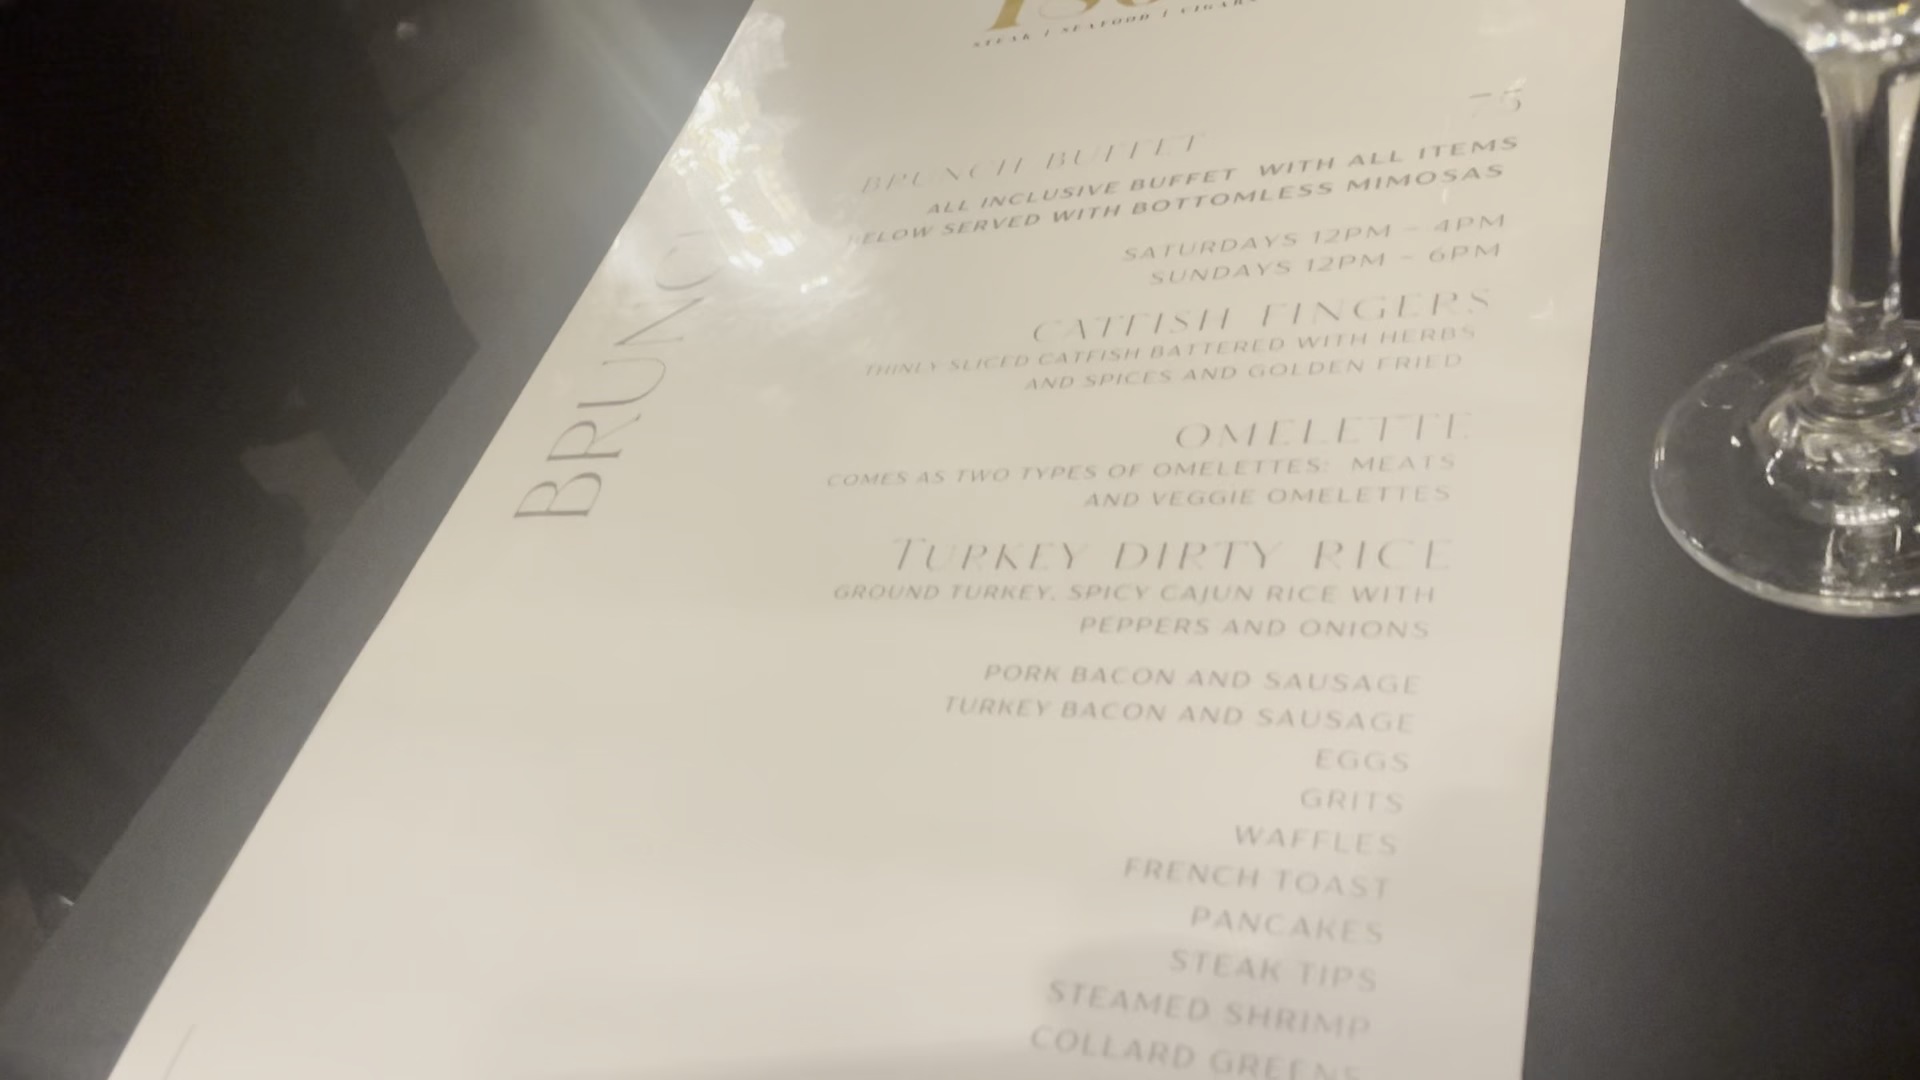 STEAK / SEAFOOD / CIGARS
75
BRUNCH BUFFET
ALL INCLUSIVE BUFFET WITH ALL ITEMS
BELOW SERVED WITH BOTTOMLESS MIMOSAS
SATURDAYS 12PM - 4PM
SUNDAYS 12PM - 6PM
BRUNC
CATFISH FINGERS
THINLY SLICED CATFISH BATTERED WITH HERBS
AND SPICES AND GOLDEN FRIED
OMELETTE
COMES AS TWO TYPES OF OMELETTES: MEATS
AND VEGGIE OMELETTES
TURKEY DIRTY RICE
GROUND TURKEY, SPICY CAJUN RICE WITH
PEPPERS AND ONIONS
PORK BACON AND SAUSAGE
TURKEY BACON AND SAUSAGE
EGGS
GRITS
WAFFLES
FRENCH TOAST
PANCAKES
STEAK TIPS
STEAMED SHRIMP
COLLARD GREENS